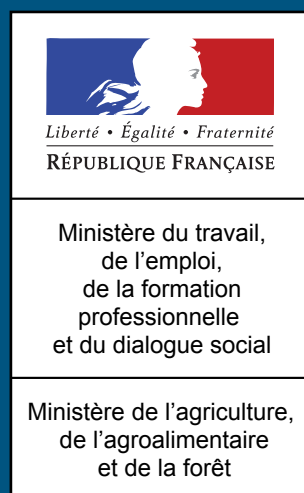 Liberté • Égalité • Fraternité
RÉPUBLIQUE FRANÇAISE
Ministère du travail,
de l’emploi,
de la formation
professionnelle
et du dialogue social
Ministère de l’agriculture,
de l’agroalimentaire
et de la forêt